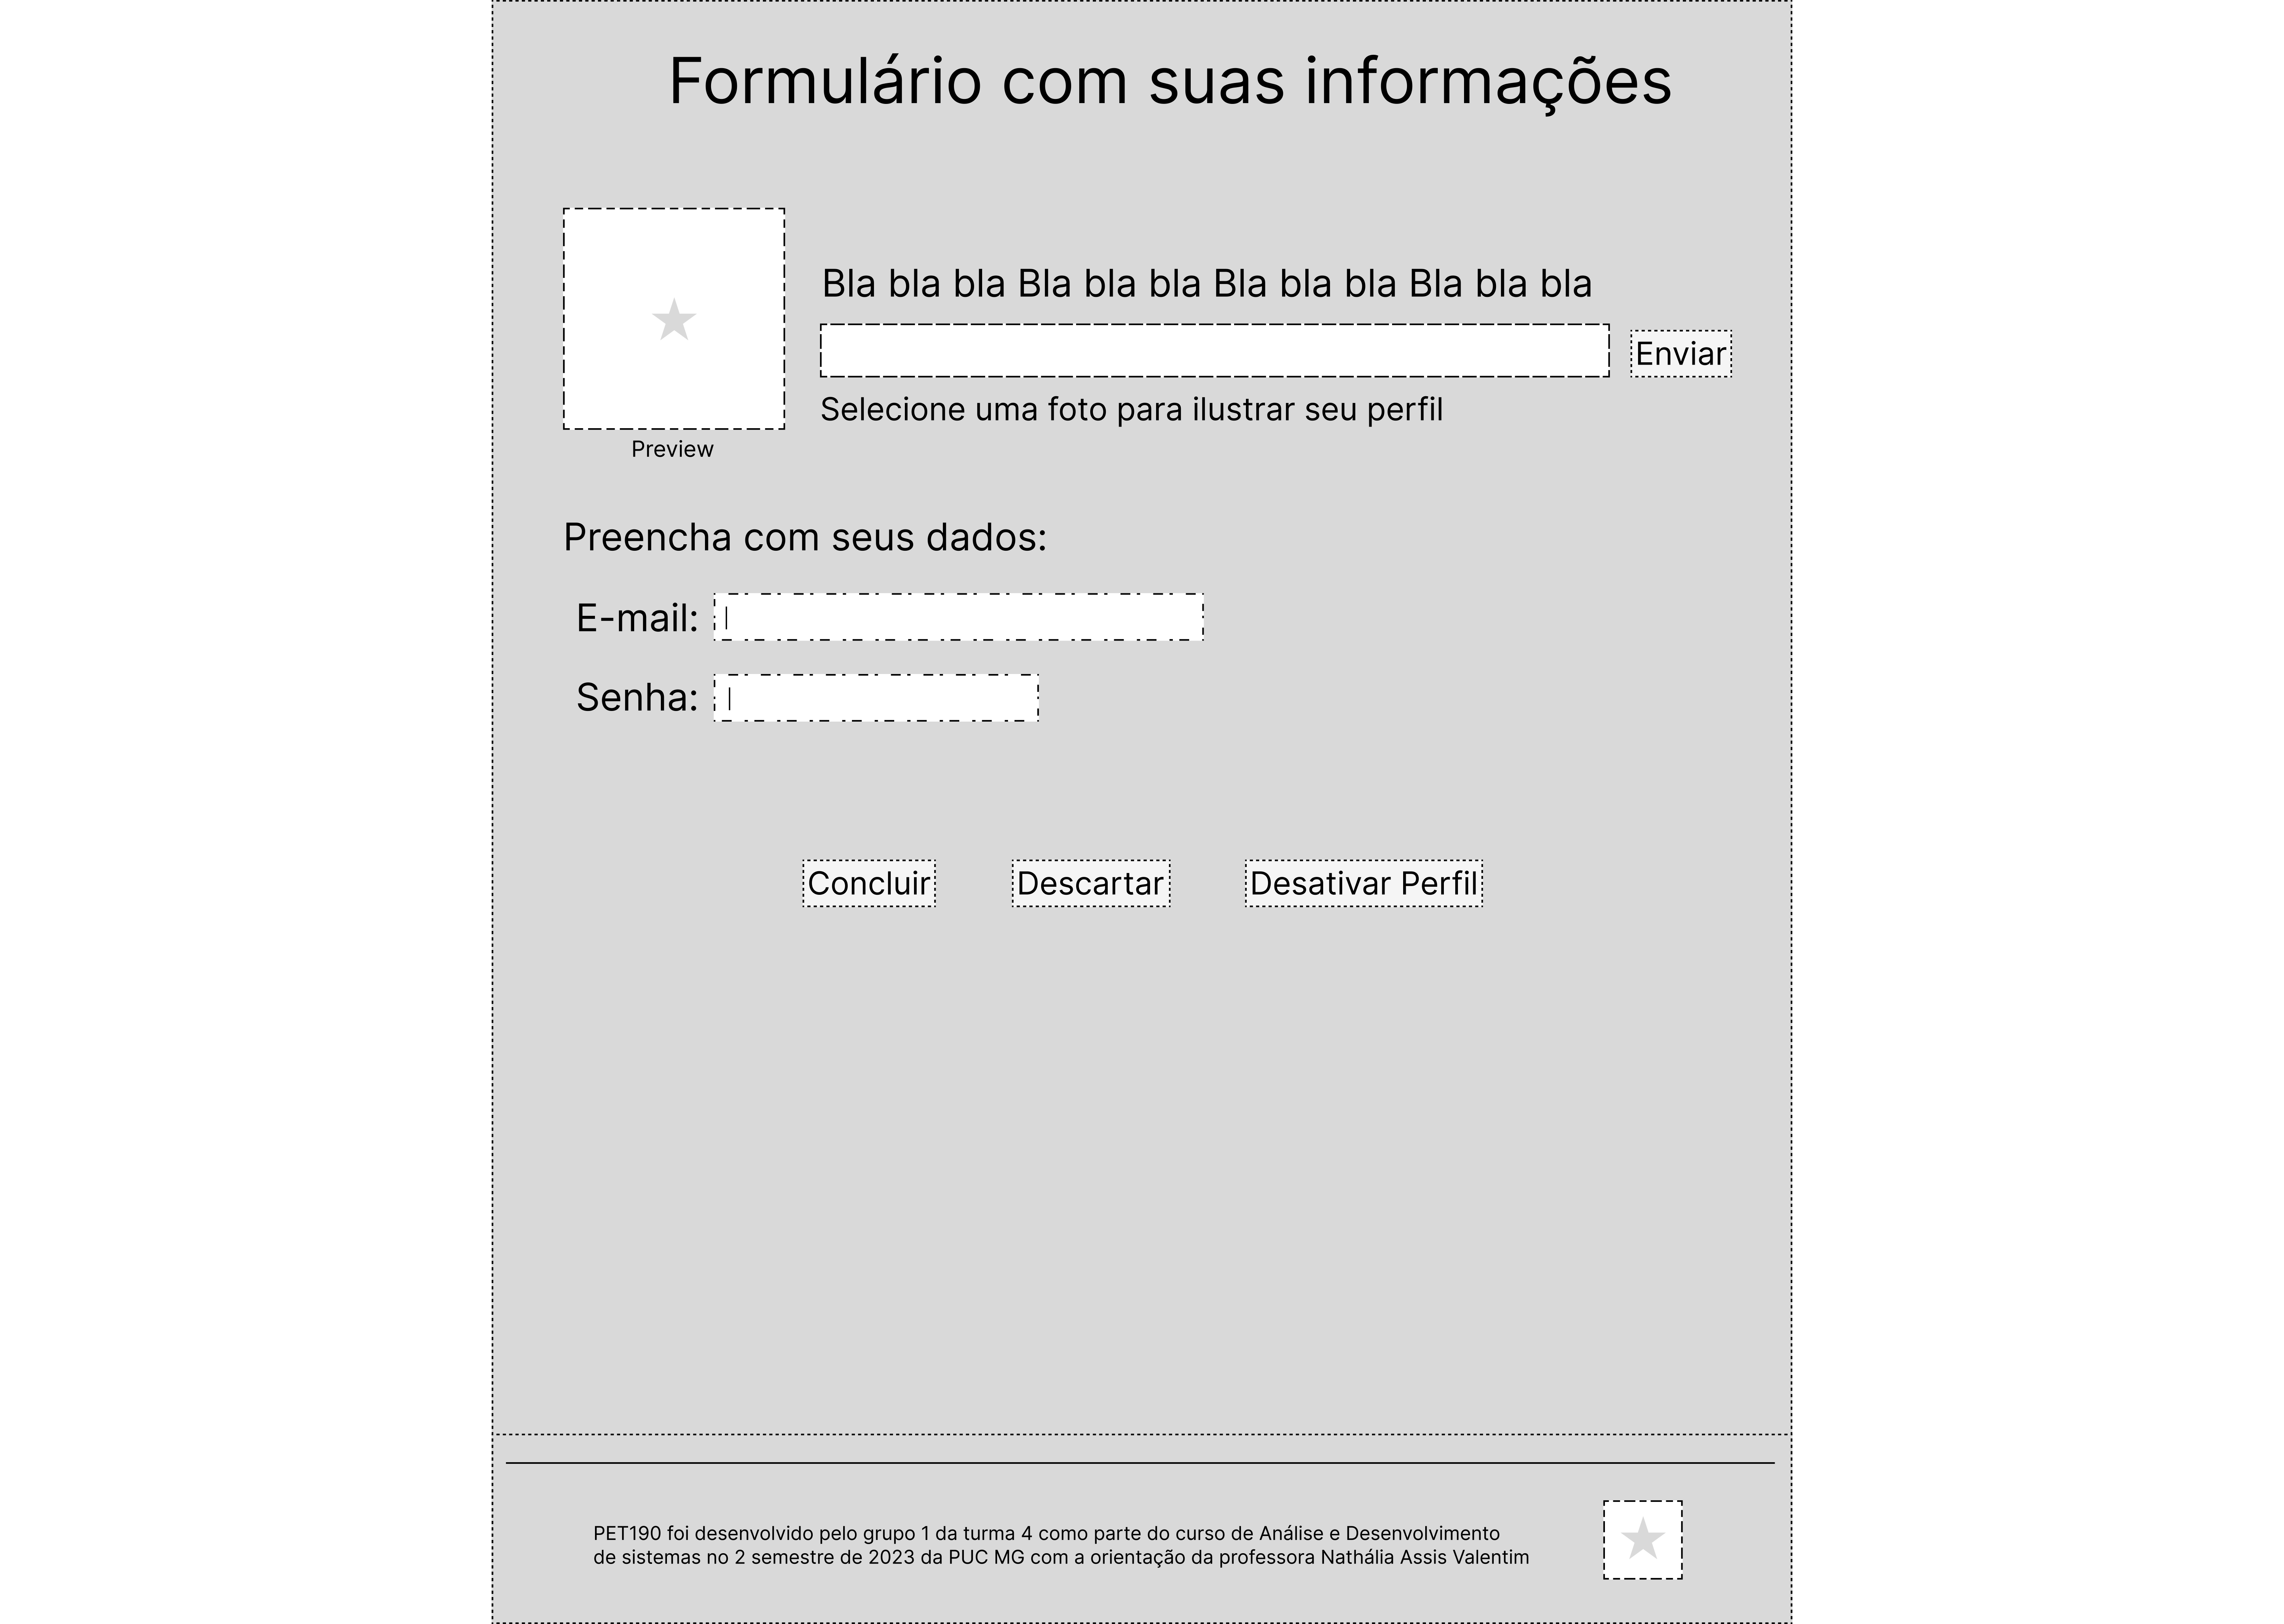 Formulário com suas informações
Bla bla bla Bla bla bla Bla bla bla Bla bla bla
Enviar
Selecione uma foto para ilustrar seu perfil
Preview
Preencha com seus dados:
E-mail:
Senha:
Concluir
Descartar
Desativar Perfil
PET190 foi desenvolvido pelo grupo 1 da turma 4 como parte do curso de Análise e Desenvolvimento
de sistemas no 2 semestre de 2023 da PUC MG com a orientação da professora Nathália Assis Valentim